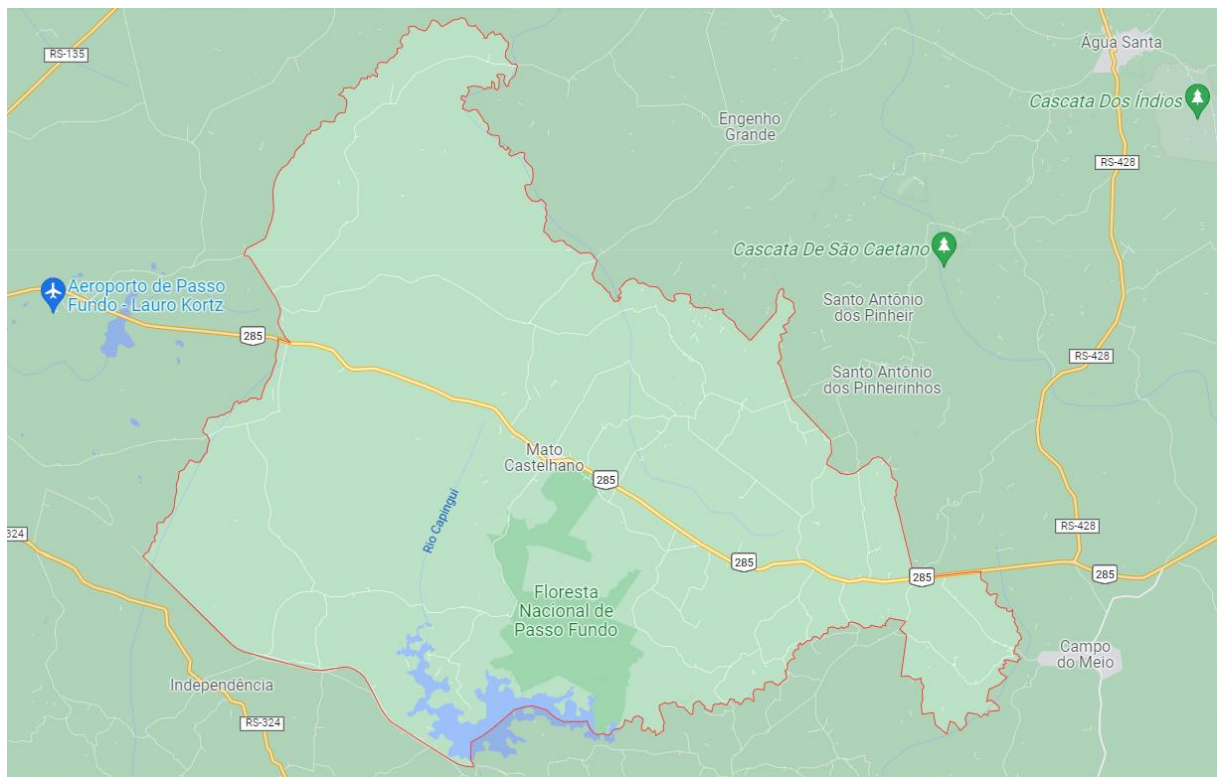 RS-135
Água Santa
Cascata Dos Índios
Engenho
Grande
RS-428
Cascata De São Caetano
Aeroporto de Passo
Fundo - Lauro Kortz
Santo Antônio
dos Pinheir
285
RS-428
Santo Antônio
dos Pinheirinhos
Mato
Castelhano
285
Rio Capingui
324
RS-428
285
285
285
Floresta
Nacional de
Passo Fundo
Campo
do Meio
Independência
RS-324